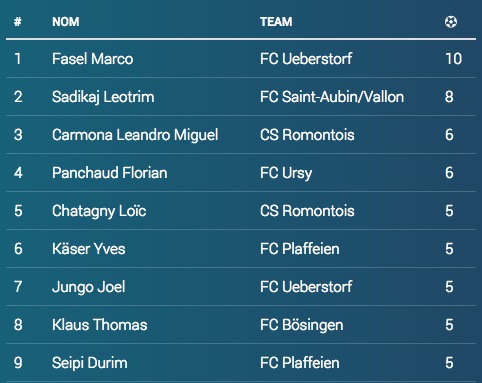 # NOM TEAM
1 Fasel Marco FC Ueberstorf 10
2 Sadikaj Leotrim FC Saint-Aubin/Vallon 8
3 Carmona Leandro Miguel CS Romontois 6
4 Panchaud Florian FC Ursy 6
5 Chatagny Loïc CS Romontois 5
6 Käser Yves FC Plaffeien 5
7 Jungo Joel FC Ueberstorf 5
8 Klaus Thomas FC Bösingen 5
9 Seipi Durim FC Plaffeien 5